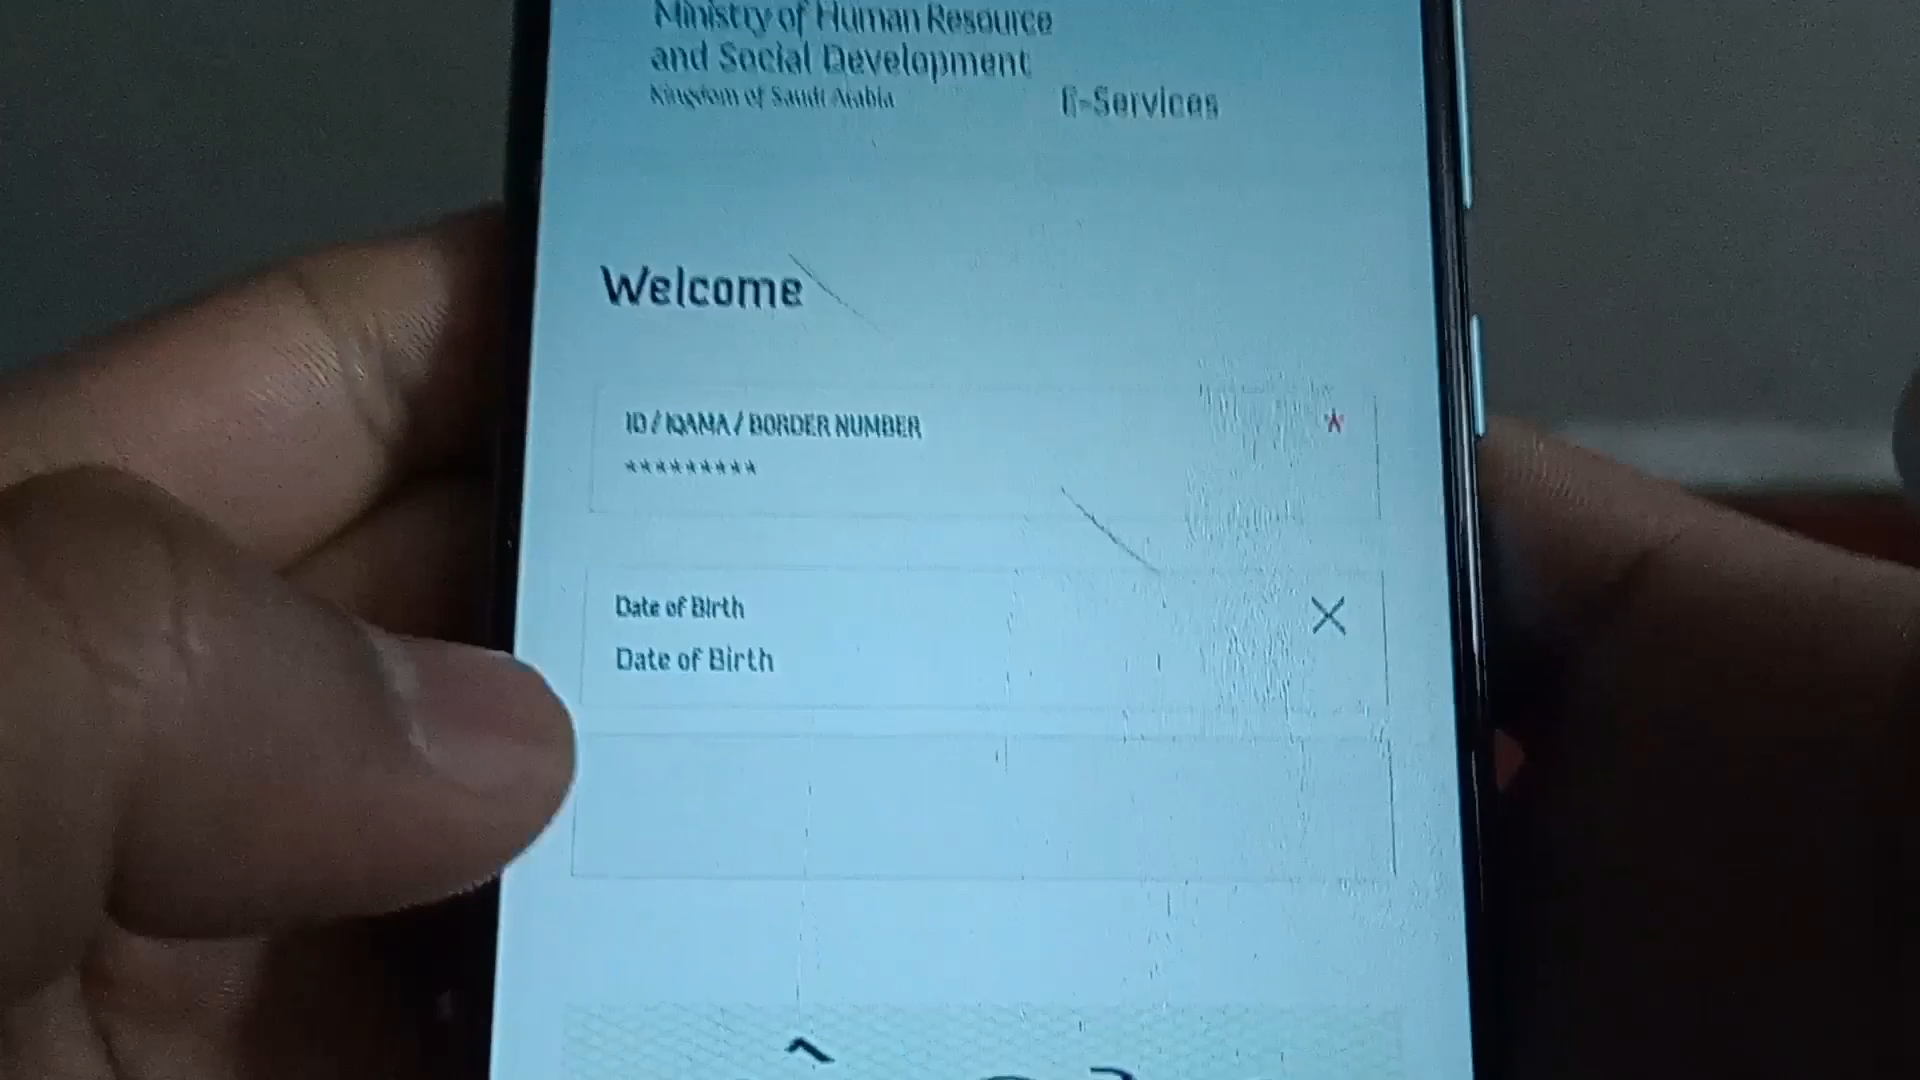 Ministry of Human Resource
and Social Development
Kingdom of Saudi Arabia
E-Services
Welcome
ID / IQAMA / BORDER NUMBER
*
*********
Date of Birth
Date of Birth